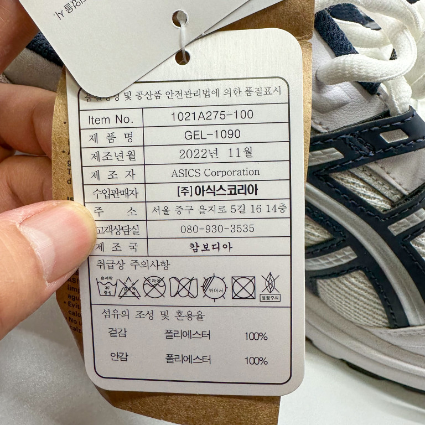 및 공산품 안전관리법에 의한 품질표시
Item No. 1021A275-100
제 품 명 GEL-1090
제조년월 2022년 11월
제 조 자 ASICS Corporation
수입판매자 [주]아식스코리아
주 소 서울 중구 을지로 5길 16 14층
고객상담실 080-930-3535
제 조 국 캄보디아
취급상 주의사항
섬유의 조성 및 혼용율
겉감 폴리에스터 100%
안감 폴리에스터 100%